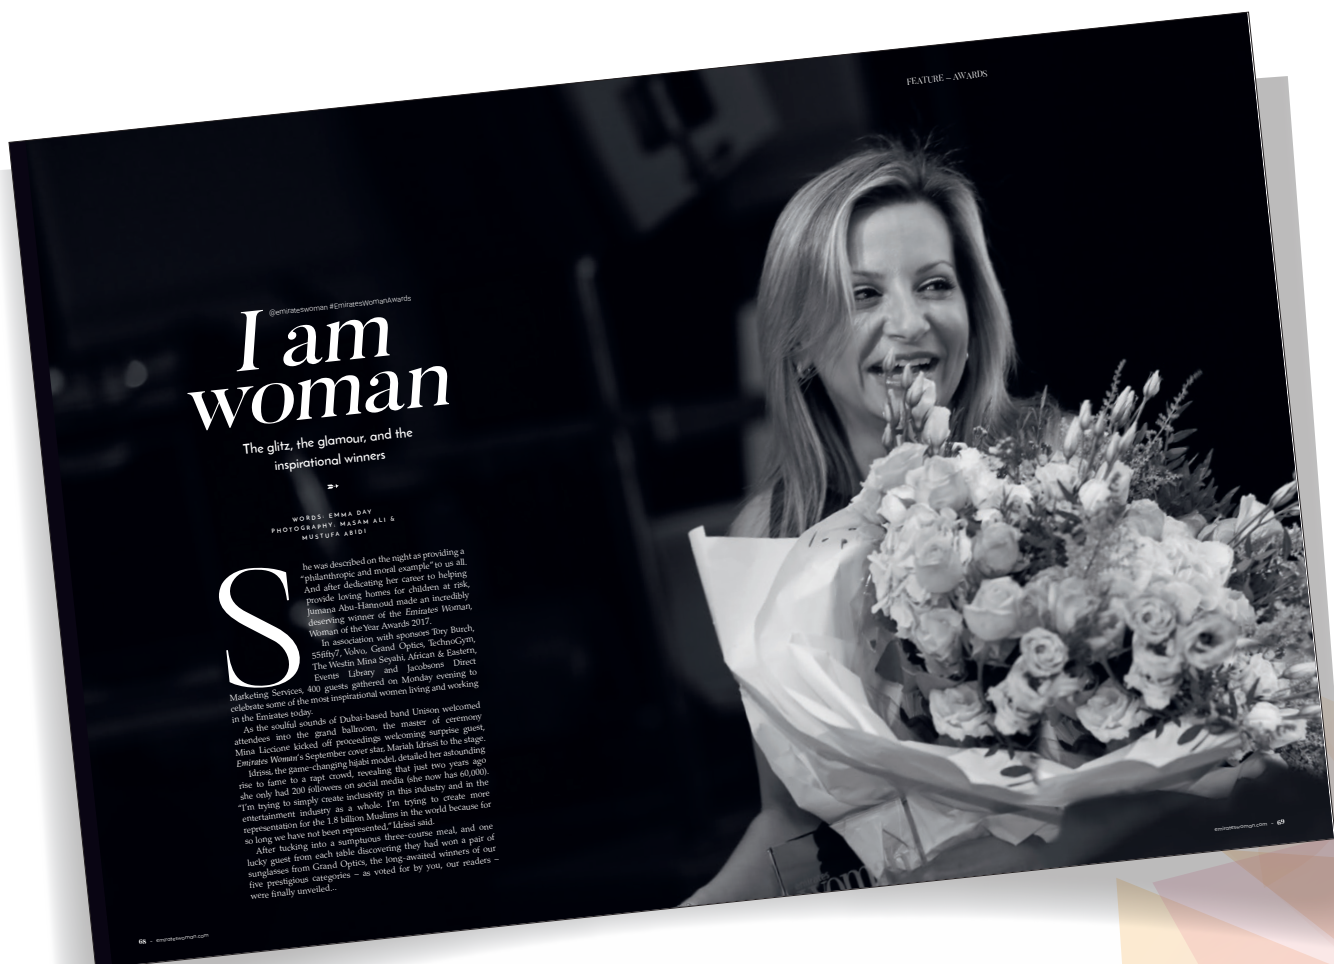 FEATURE – AWARDS
@emirateswoman #EmiratesWomanAwards
I am
woman
The glitz, the glamour, and the
inspirational winners
WORDS: EMMA DAY
PHOTOGRAPHY: MASAM ALI &
MUSTUFA ABIDI
She was described on the night as providing a
“philanthropic and moral example” to us all.
And after dedicating her career to helping
provide loving homes for children at risk,
Jumana Abu-Hannoud made an incredibly
deserving winner of the Emirates Woman,
Woman of the Year Awards 2017.
In association with sponsors Tory Burch,
55fifty7, Volvo, Grand Optics, TechnoGym,
The Westin Mina Seyahi, African & Eastern,
Events Library and Jacobsons Direct
Marketing Services, 400 guests gathered on Monday evening to
celebrate some of the most inspirational women living and working
in the Emirates today.
As the soulful sounds of Dubai-based band Unison welcomed
attendees into the grand ballroom, the master of ceremony
Mina Liccione kicked off proceedings welcoming surprise guest,
Emirates Woman's September cover star, Mariah Idrissi to the stage.
Idrissi, the game-changing hijabi model, detailed her astounding
rise to fame to a rapt crowd, revealing that just two years ago
she only had 200 followers on social media (she now has 60,000).
“I'm trying to simply create inclusivity in this industry and in the
entertainment industry as a whole. I'm trying to create more
representation for the 1.8 billion Muslims in the world because for
so long we have not been represented,” Idrissi said.
After tucking into a sumptuous three-course meal, and one
lucky guest from each table discovering they had won a pair of
sunglasses from Grand Optics, the long-awaited winners of our
five prestigious categories – as voted for by you, our readers –
were finally unveiled...
68 - emirateswoman.com
woman
emirateswoman.com - 69